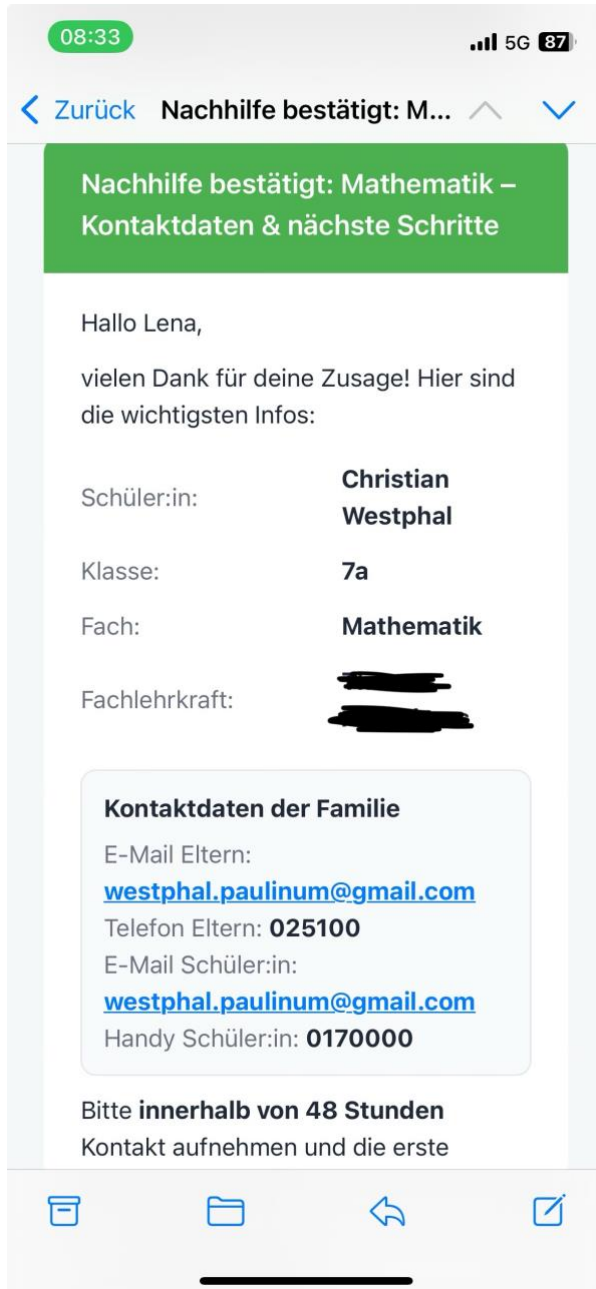 08:33
5G 87
Zurück Nachhilfe bestätigt: M...
Nachhilfe bestätigt: Mathematik –
Kontaktdaten & nächste Schritte
Hallo Lena,
vielen Dank für deine Zusage! Hier sind
die wichtigsten Infos:
Schüler:in: Christian
Westphal
Klasse: 7a
Fach: Mathematik
Fachlehrkraft:
Kontaktdaten der Familie
E-Mail Eltern:
westphal.paulinum@gmail.com
Telefon Eltern: 025100
E-Mail Schüler:in:
westphal.paulinum@gmail.com
Handy Schüler:in: 0170000
Bitte innerhalb von 48 Stunden
Kontakt aufnehmen und die erste